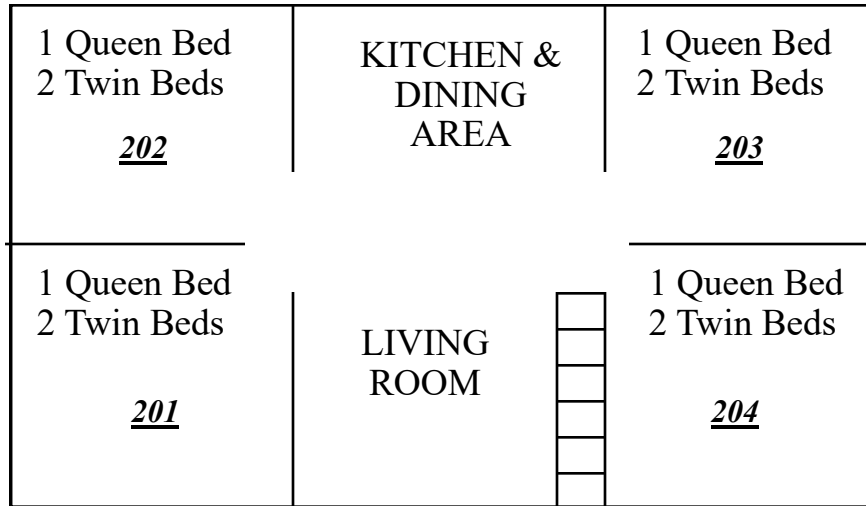 1 Queen Bed
2 Twin Beds
202
KITCHEN &
DINING
AREA
1 Queen Bed
2 Twin Beds
203
1 Queen Bed
2 Twin Beds
201
LIVING
ROOM
1 Queen Bed
2 Twin Beds
204